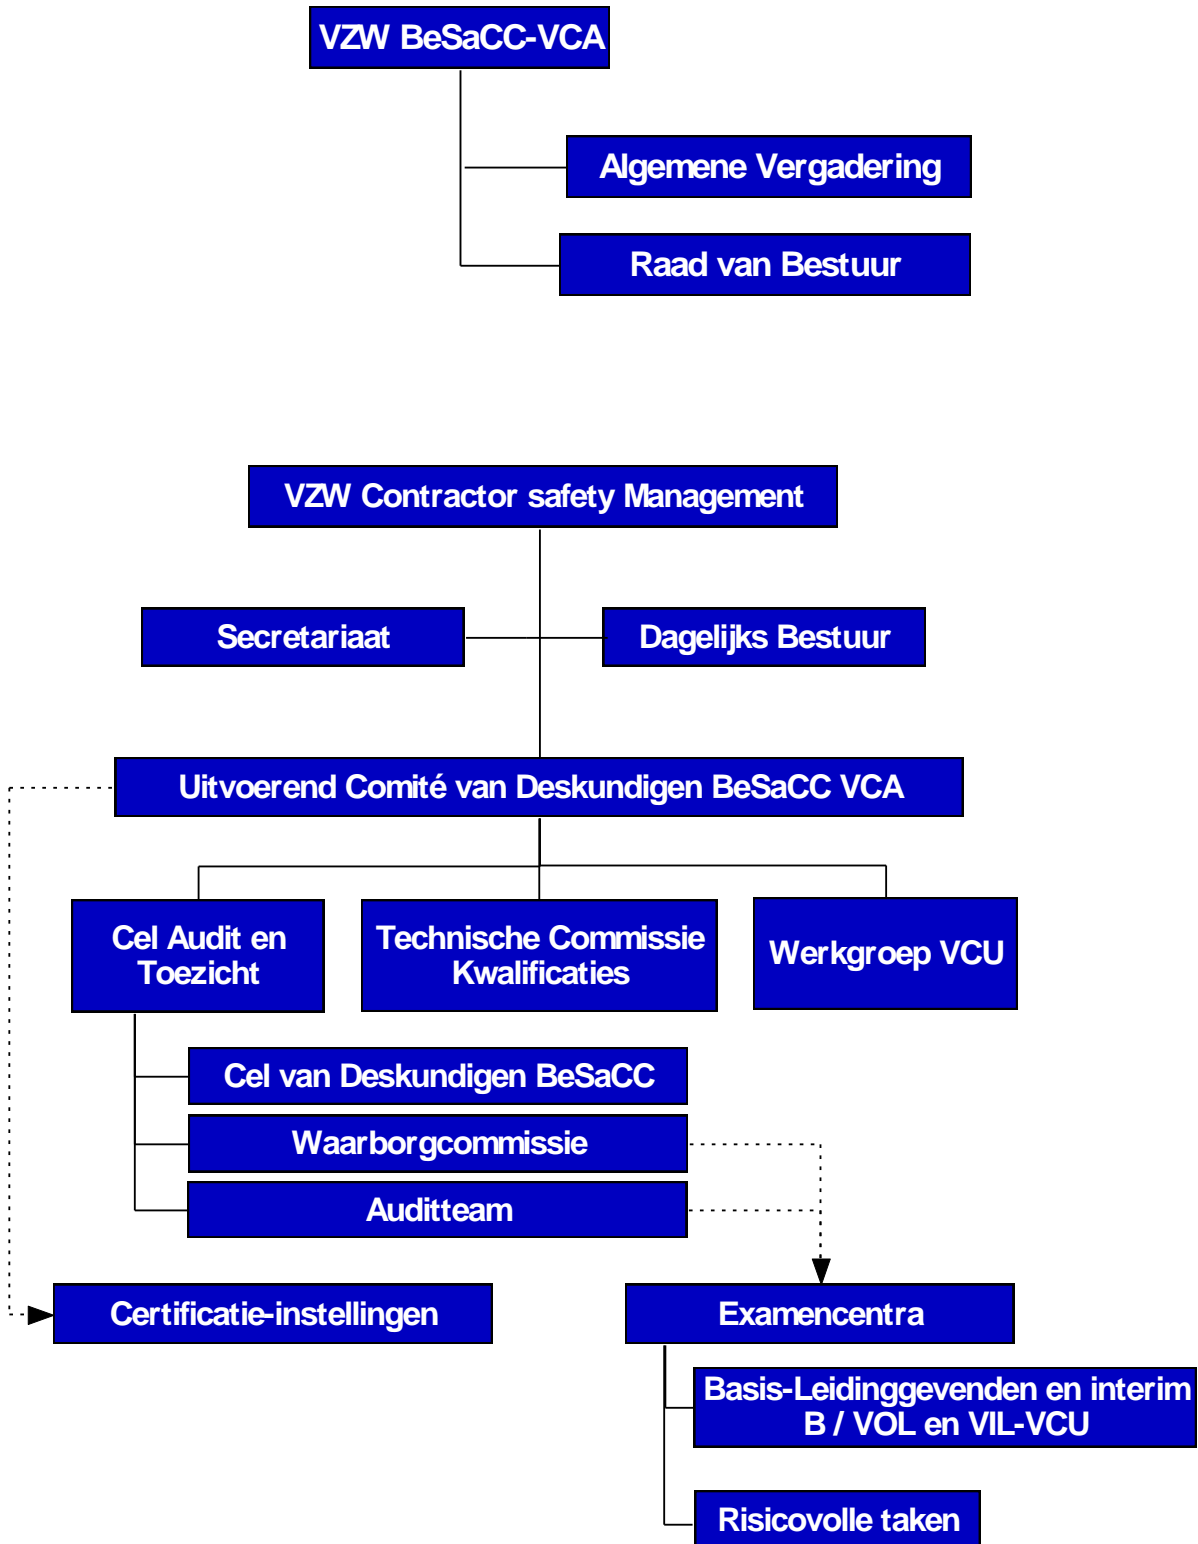 VZW BeSaCC-VCA
Algemene Vergadering
Raad van Bestuur
VZW Contractor safety Management
Secretariaat
Dagelijks Bestuur
Uitvoerend Comité van Deskundigen BeSaCC VCA
Cel Audit en
Toezicht
Technische Commissie
Kwalificaties
Werkgroep VCU
Cel van Deskundigen BeSaCC
Waarborgcommissie
Auditteam
Certificatie-instellingen
Examencentra
Basis-Leidinggevenden en interim
B / VOL en VIL-VCU
Risicovolle taken